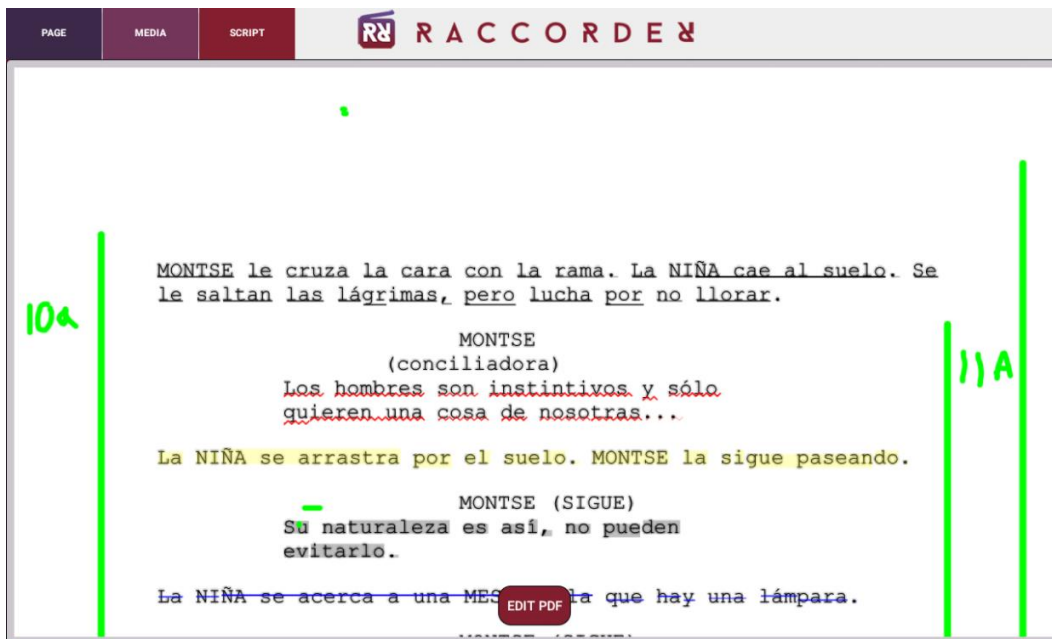 PAGE MEDIA SCRIPT RACCORDER
MONTSE le cruza la cara con la rama. La NIÑA cae al suelo. Se
le saltan las lágrimas, pero lucha por no llorar.
10a
MONTSE
(conciliadora)
11A
Los hombres son instintivos y sólo
quieren una cosa de nosotras...
La NIÑA se arrastra por el suelo. MONTSE la sigue paseando.
MONTSE (SIGUE)
Su naturaleza es así, no pueden
evitarlo.
La NIÑA se acerca a una la que hay una lámpara.
EDIT PDF